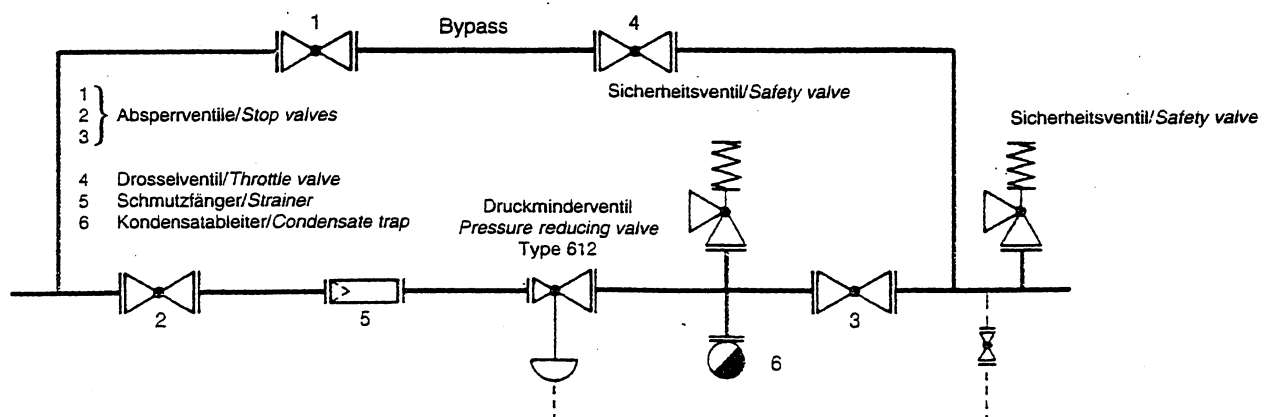 1
Bypass
4
1
2
3
Absperrventile/Stop valves
Sicherheitsventil/Safety valve
Sicherheitsventil/Safety valve
4 Drosselventil/Throttle valve
5 Schmutzfänger/Strainer
6 Kondensatableiter/Condensate trap
Druckminderventil
Pressure reducing valve
Type 612
2
5
3
6